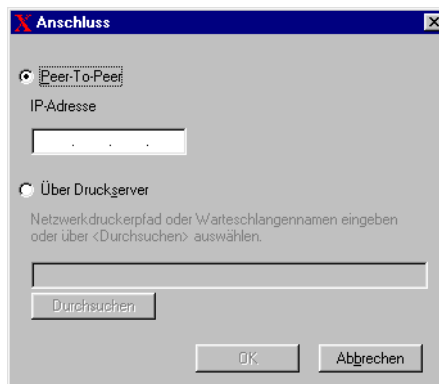 Anschluss
Peer-To-Peer
IP-Adresse
. . .
Über Druckserver
Netzwerkdruckerpfad oder Warteschlangennamen eingeben
oder über <Durchsuchen> auswählen.
Durchsuchen
OK Abbrechen